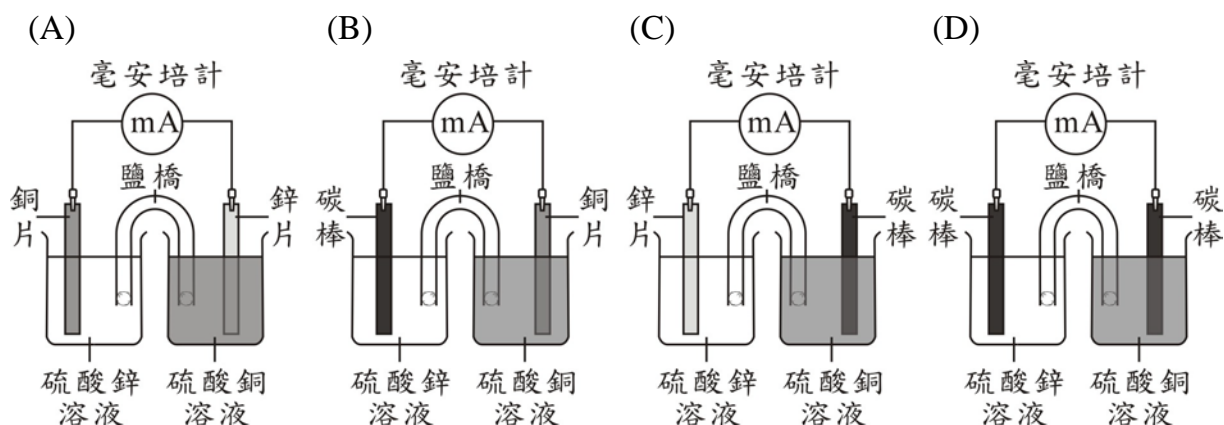 (A)
毫安培計
mA
鹽橋
銅片
鋅片
硫酸鋅溶液
硫酸銅溶液
(B)
毫安培計
mA
鹽橋
碳棒
銅片
硫酸鋅溶液
硫酸銅溶液
(C)
毫安培計
mA
鹽橋
鋅片
碳棒
硫酸鋅溶液
硫酸銅溶液
(D)
毫安培計
mA
鹽橋
碳棒
碳棒
硫酸鋅溶液
硫酸銅溶液